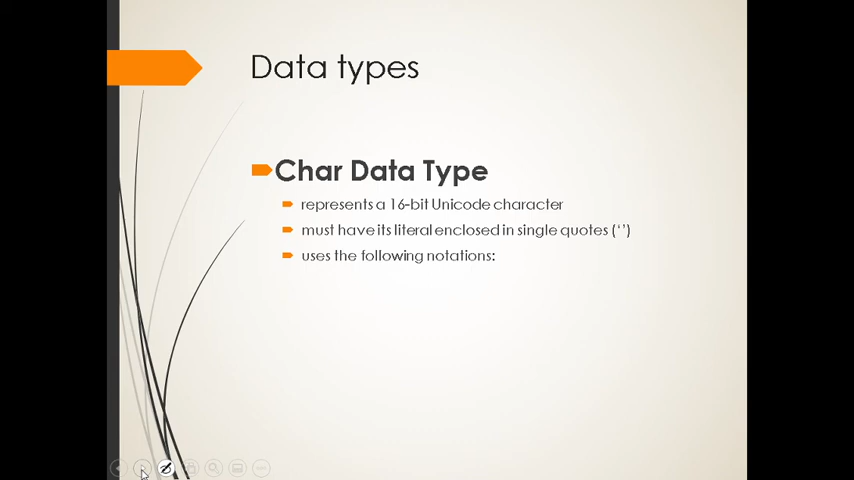 Data types
Char Data Type
represents a 16-bit Unicode character
must have its literal enclosed in single quotes (‘’)
uses the following notations: